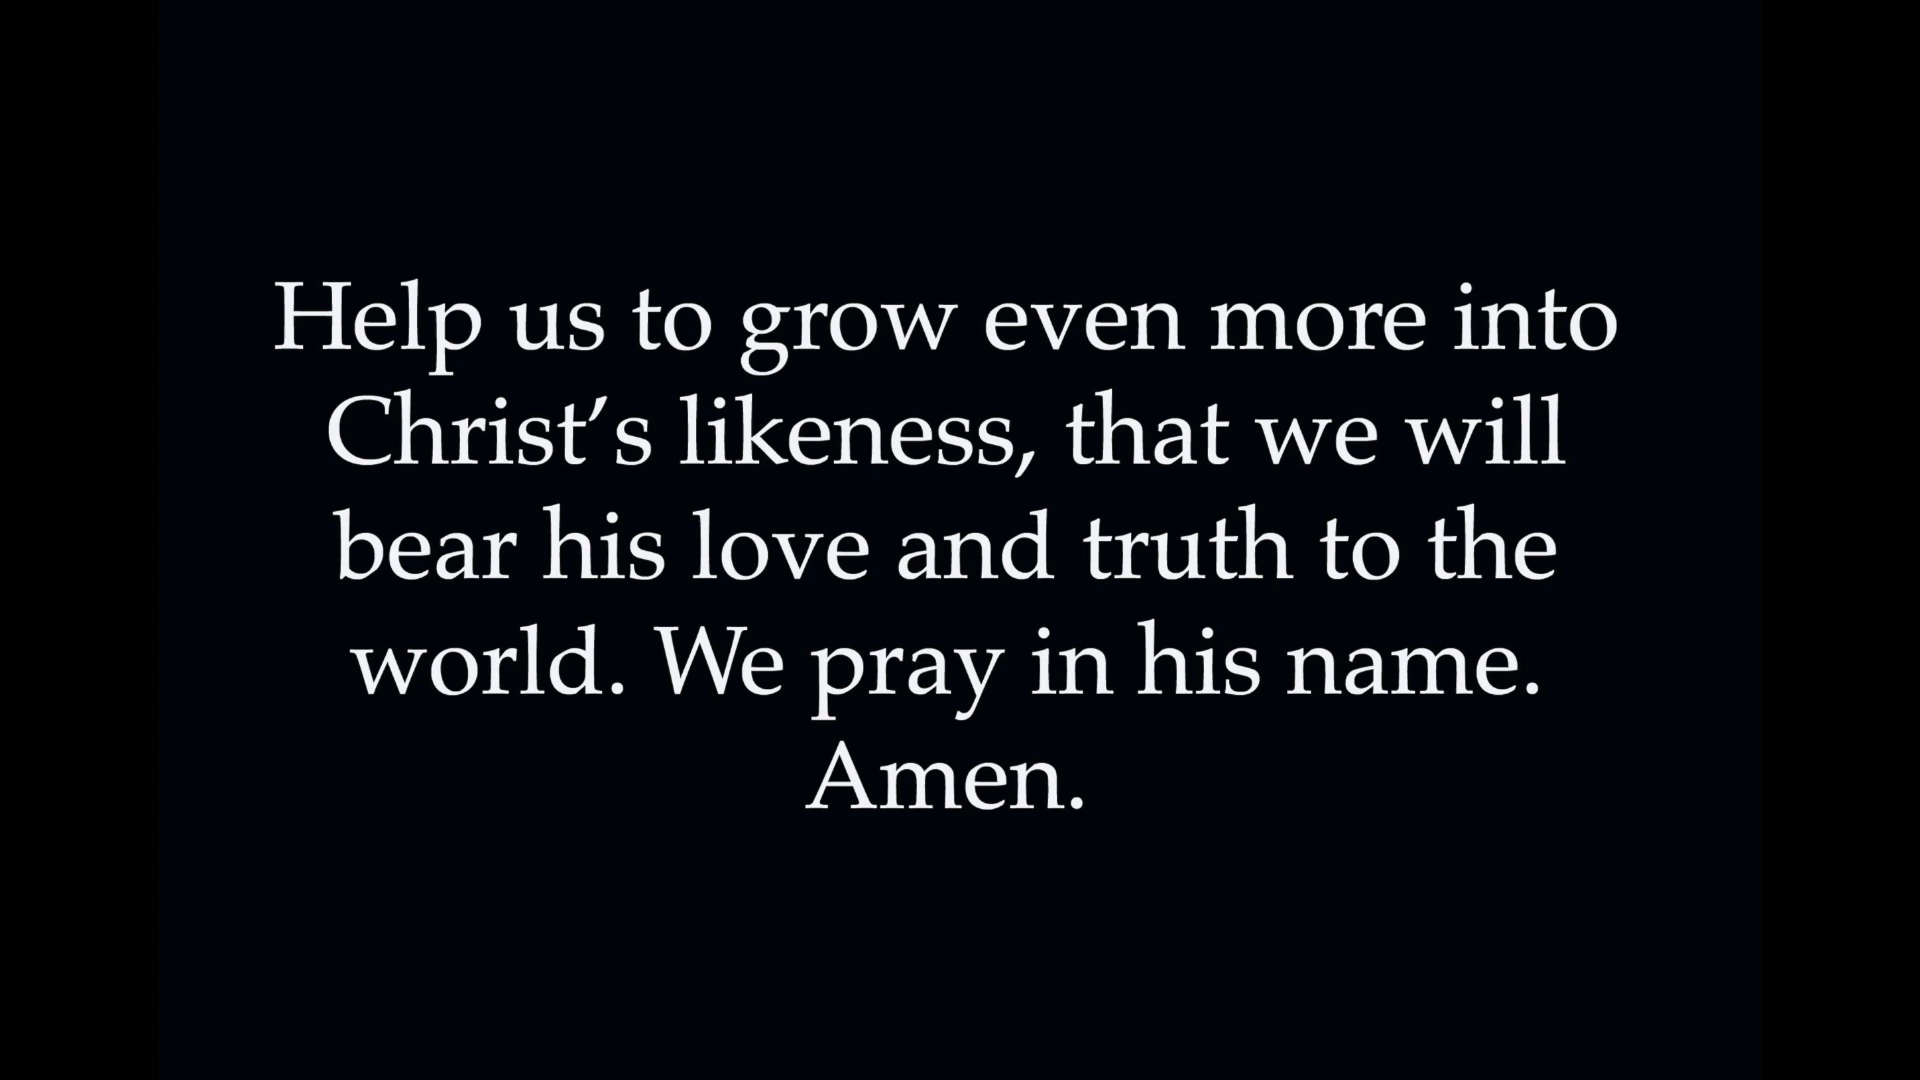 Help us to grow even more into
Christ’s likeness, that we will
bear his love and truth to the
world. We pray in his name.
Amen.